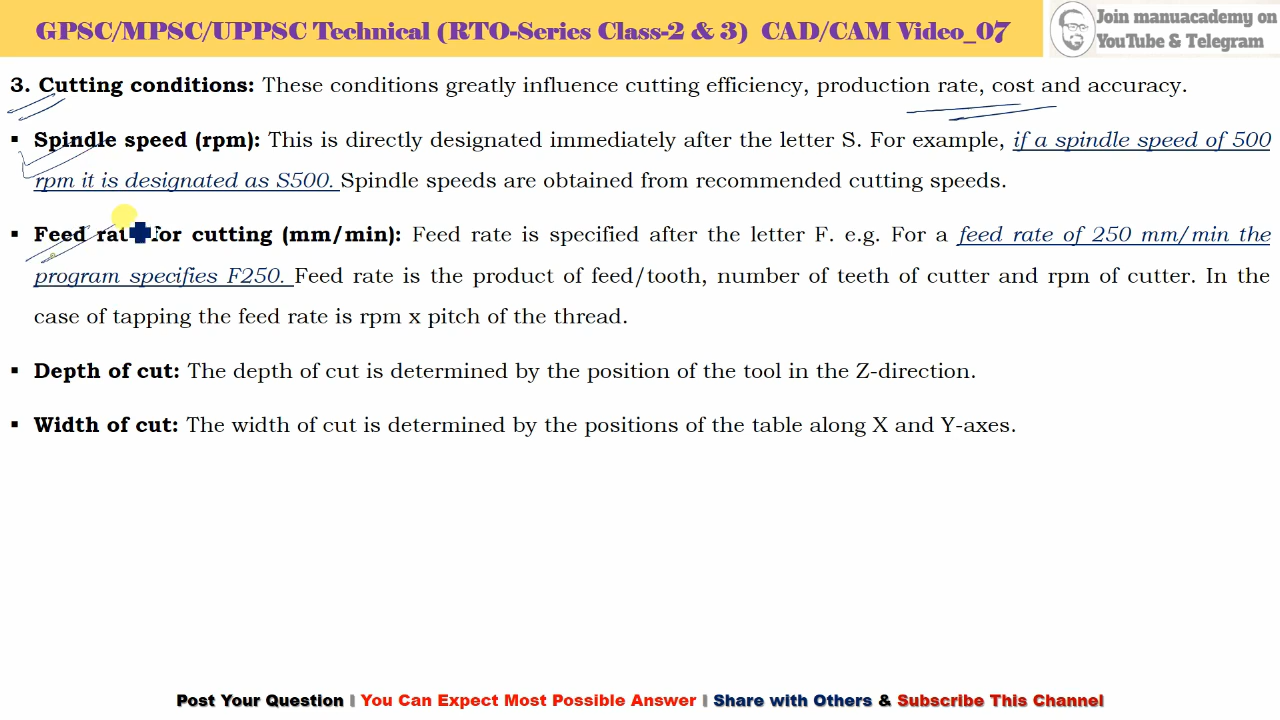 GPSC/MPSC/UPPSC Technical (RTO-Series Class-2 & 3) CAD/CAM Video_07
Join manuacademy on
YouTube & Telegram
3. Cutting conditions: These conditions greatly influence cutting efficiency, production rate, cost and accuracy.
▪ Spindle speed (rpm): This is directly designated immediately after the letter S. For example, if a spindle speed of 500
rpm it is designated as S500. Spindle speeds are obtained from recommended cutting speeds.
▪ Feed rate for cutting (mm/min): Feed rate is specified after the letter F. e.g. For a feed rate of 250 mm/min the
program specifies F250. Feed rate is the product of feed/tooth, number of teeth of cutter and rpm of cutter. In the
case of tapping the feed rate is rpm x pitch of the thread.
▪ Depth of cut: The depth of cut is determined by the position of the tool in the Z-direction.
▪ Width of cut: The width of cut is determined by the positions of the table along X and Y-axes.
Post Your Question | You Can Expect Most Possible Answer | Share with Others & Subscribe This Channel